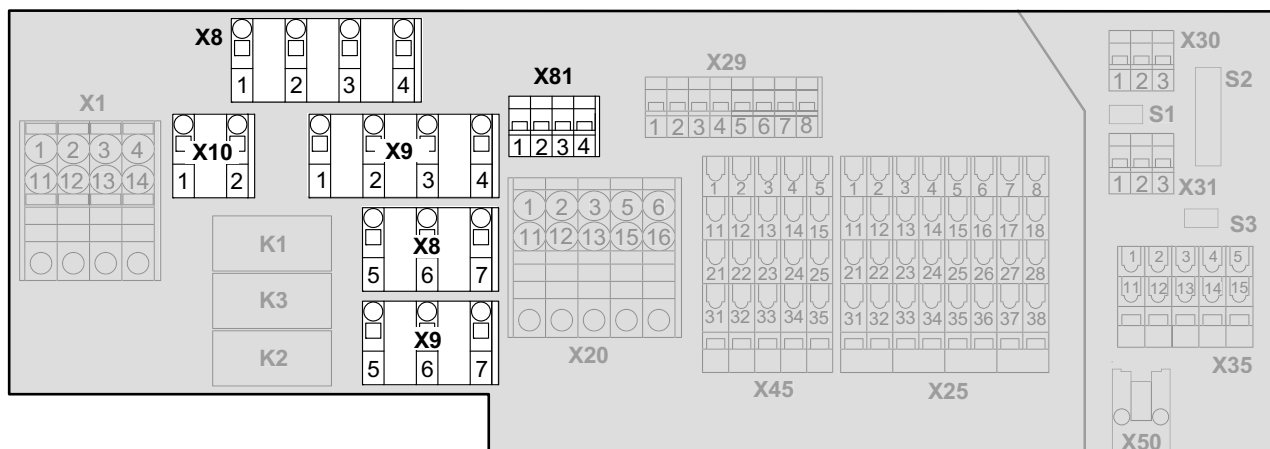 X8
1 2 3 4
X81
1 2 3 4
X29
1 2 3 4 5 6 7 8
X30
1 2 3
S2
S1
X1
1 2 3 4
11 12 13 14
X10
1 2
X9
1 2 3 4
X31
1 2 3
S3
K1
K3
K2
X8
5 6 7
X9
5 6 7
X20
1 2 3 5 6
11 12 13 15 16
X45
1 2 3 4 5
11 12 13 14 15
21 22 23 24 25
31 32 33 34 35
X25
1 2 3 4 5 6 7 8
11 12 13 14 15 16 17 18
21 22 23 24 25 26 27 28
31 32 33 34 35 36 37 38
1 2 3 4 5
11 12 13 14 15
X35
X50